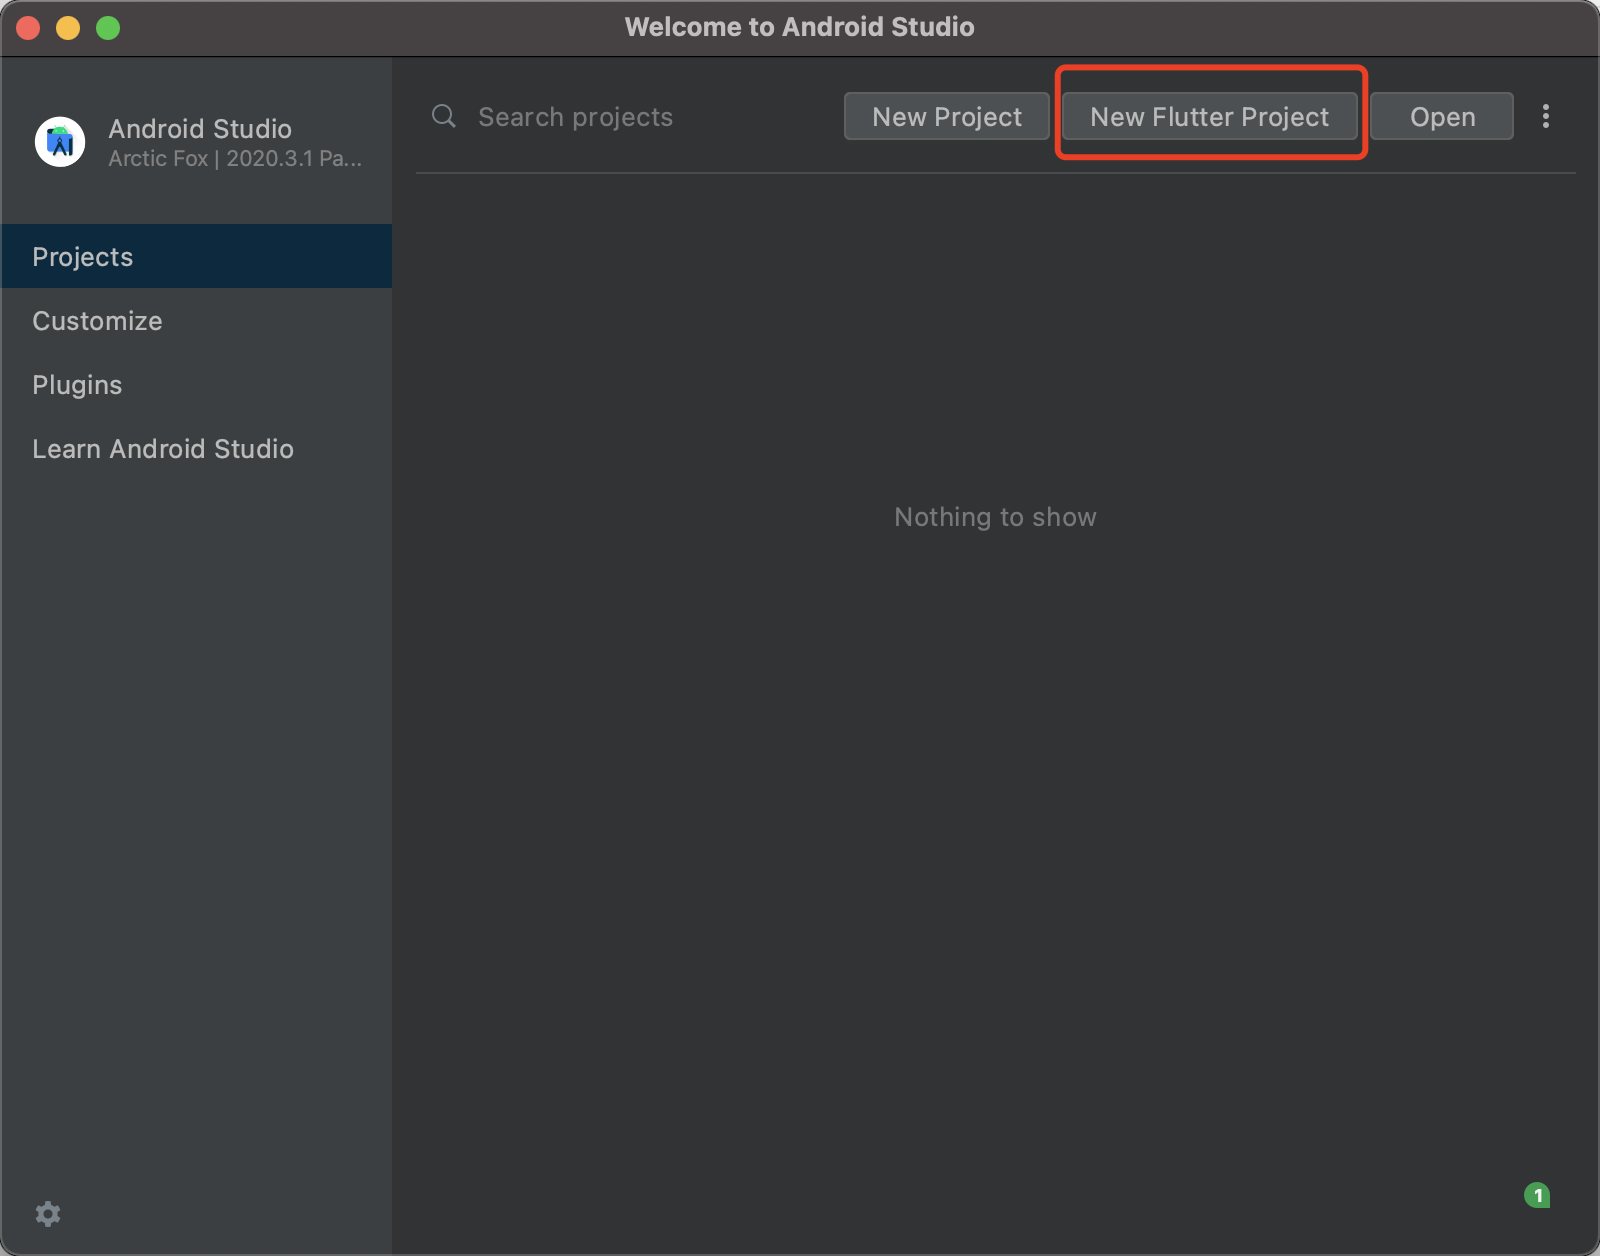 Welcome to Android Studio
Android Studio
Arctic Fox | 2020.3.1 Pa...
Search projects
New Project
New Flutter Project
Open
Projects
Customize
Plugins
Learn Android Studio
Nothing to show
1